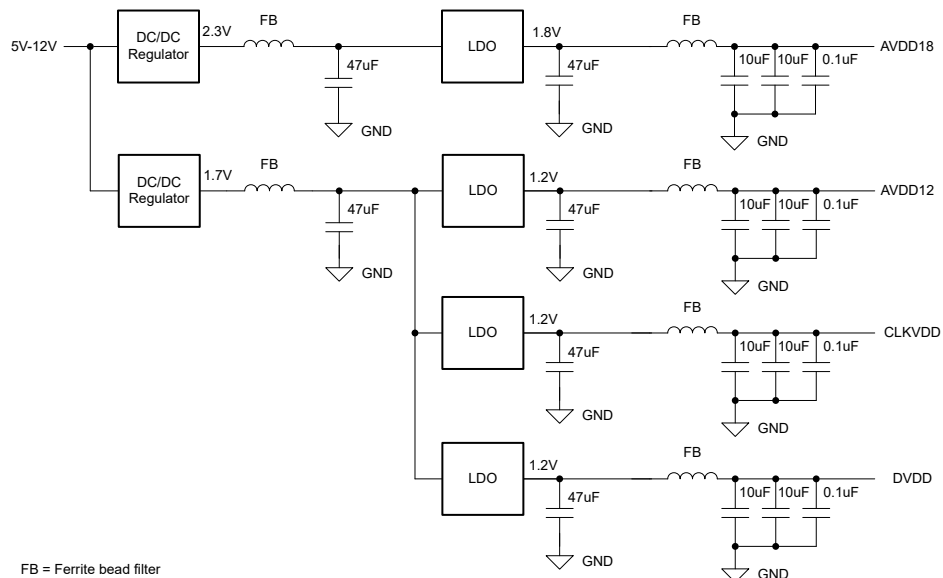 FB
FB
5V-12V
DC/DC
Regulator
2.3V
LDO
1.8V
AVDD18
47uF
47uF
10uF
10uF
0.1uF
GND
GND
GND
FB
FB
DC/DC
Regulator
1.7V
LDO
1.2V
AVDD12
47uF
47uF
10uF
10uF
0.1uF
GND
GND
GND
FB
LDO
1.2V
CLKVDD
47uF
10uF
10uF
0.1uF
GND
GND
FB
LDO
1.2V
DVDD
47uF
10uF
10uF
0.1uF
GND
GND
FB = Ferrite bead filter